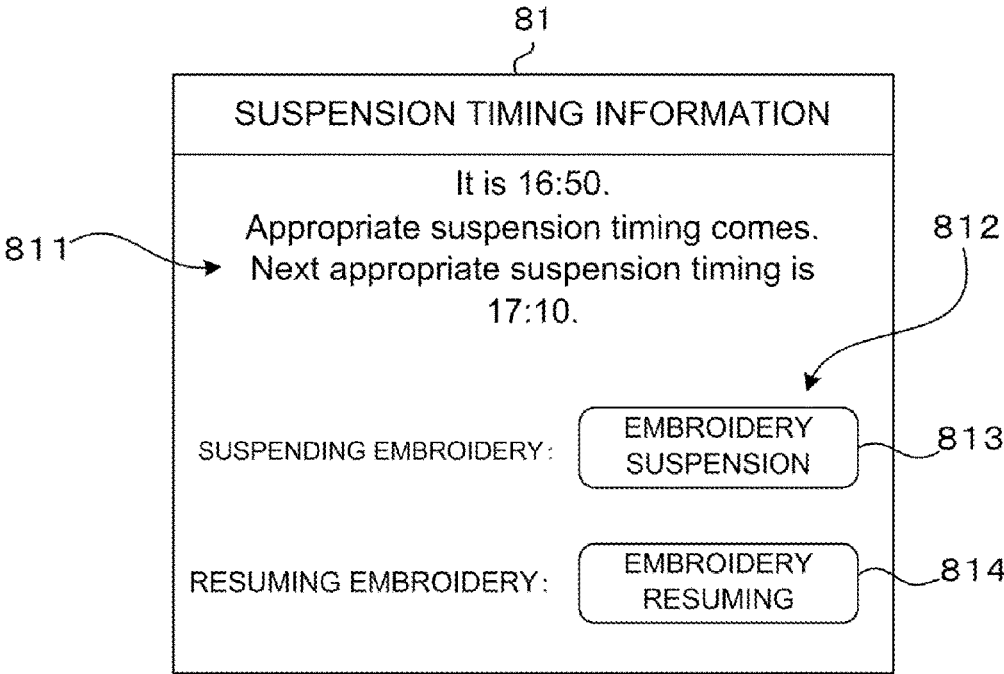 81
SUSPENSION TIMING INFORMATION
It is 16:50.
Appropriate suspension timing comes.
811
812
Next appropriate suspension timing is
17:10.
SUSPENDING EMBROIDERY:
EMBROIDERY
SUSPENSION
813
RESUMING EMBROIDERY:
EMBROIDERY
RESUMING
814